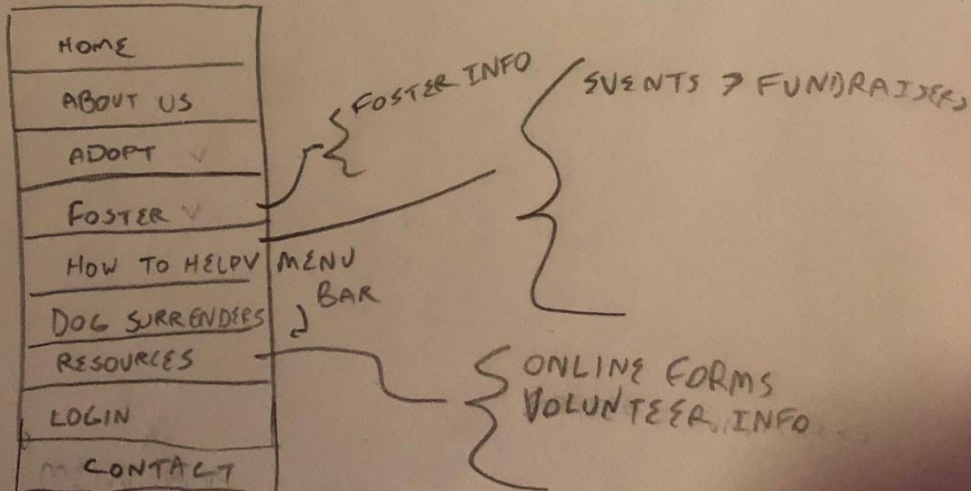 HOME
ABOUT US
ADOPT V
FOSTER V
HOW TO HELP V
DOG SURRENDERS
RESOURCES
LOGIN
CONTACT
MENU
BAR
FOSTER INFO
EVENTS > FUNDRAISERS
ONLINE FORMS
VOLUNTEER INFO